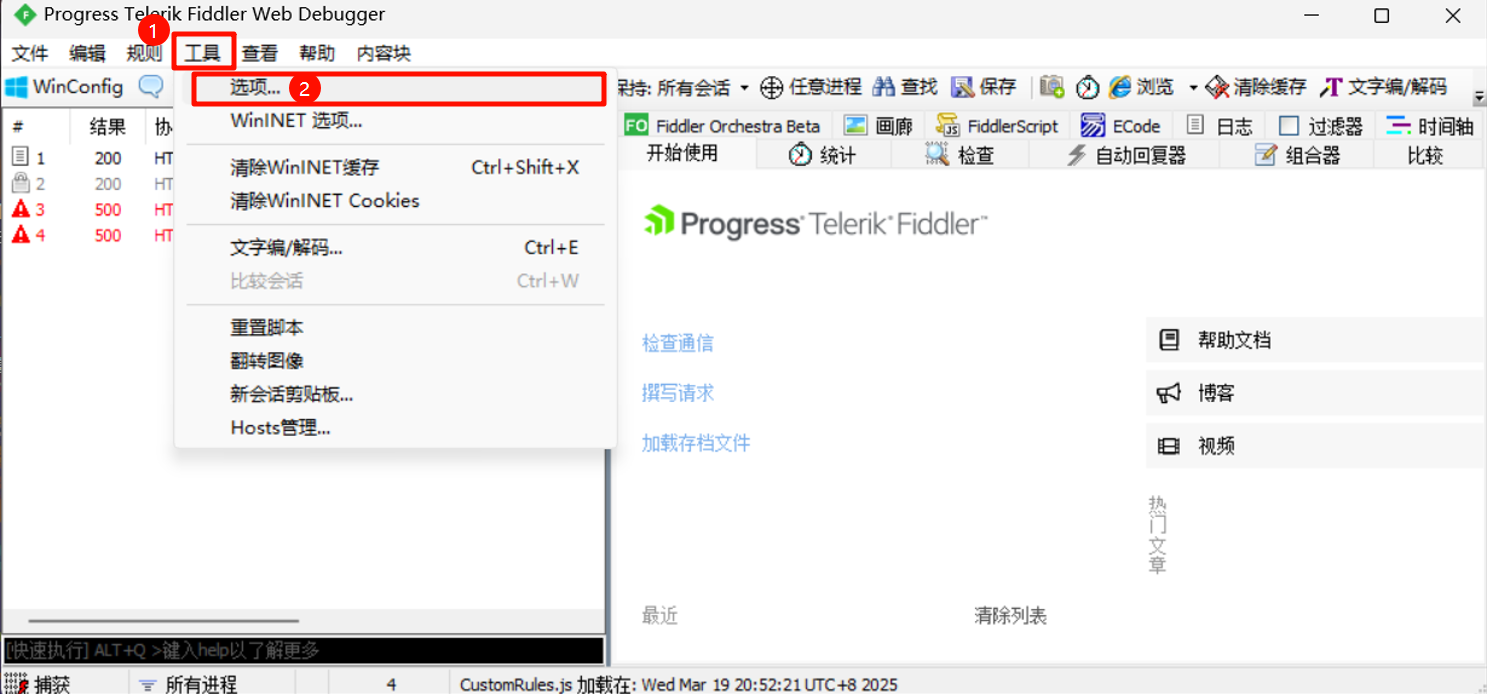 Progress Telerik Fiddler Web Debugger
1
文件 编辑 规则 工具 查看 帮助 内容块
WinConfig 保持: 所有会话 任意进程 查找 保存 浏览 清除缓存 文字编/解码
选项... 2
WinINET 选项...
清除WinINET缓存 Ctrl+Shift+X
清除WinINET Cookies
文字编/解码... Ctrl+E
比较会话 Ctrl+W
重置脚本
翻转图像
新会话剪贴板...
Hosts管理...
# 结果 协
1 200 HT
2 200 HT
3 500 HT
4 500 HT
FO Fiddler Orchestra Beta 画廊 FiddlerScript ECode 日志 过滤器 时间轴
开始使用 统计 检查 自动回复器 组合器 比较
Progress Telerik Fiddler
检查通信
撰写请求
加载存档文件
帮助文档
博客
视频
热门文章
最近 清除列表
[快速执行] ALT+Q >键入help以了解更多
捕获 所有进程 4 CustomRules.js 加载在: Wed Mar 19 20:52:21 UTC+8 2025